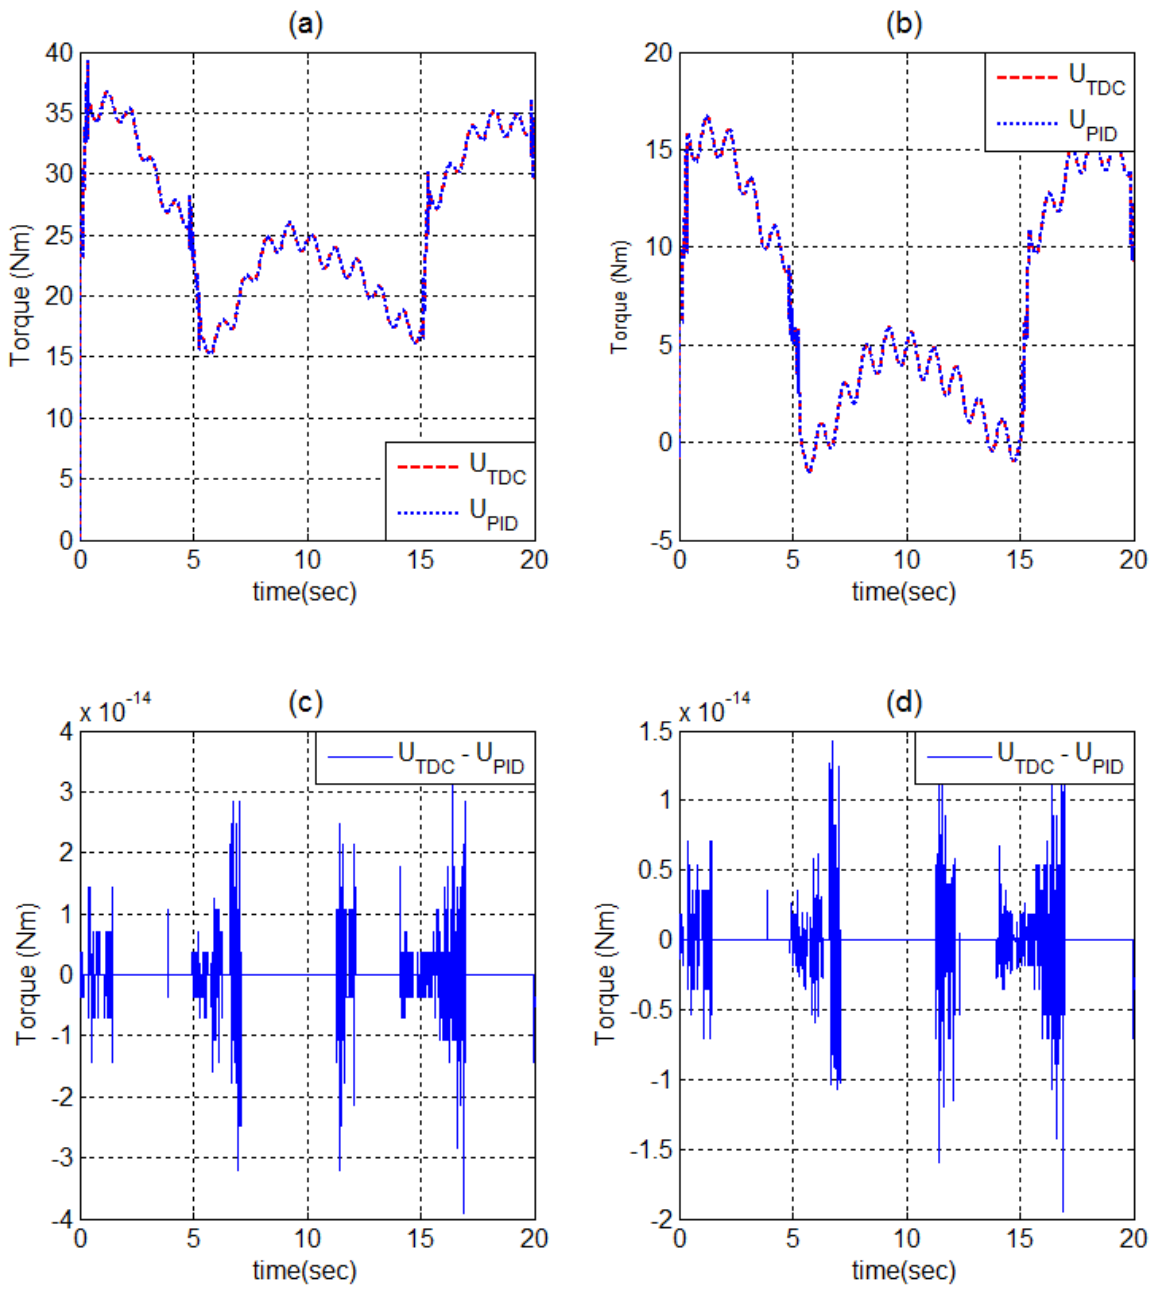 (a)
40
35
30
25
20
15
10
5
0
Torque (Nm)
U_TDC
U_PID
0 5 10 15 20
time(sec)
(b)
20
15
10
5
0
-5
Torque (Nm)
U_TDC
U_PID
0 5 10 15 20
time(sec)
(c)
x 10^-14
4
3
2
1
0
-1
-2
-3
-4
Torque (Nm)
U_TDC - U_PID
0 5 10 15 20
time(sec)
(d)
x 10^-14
1.5
1
0.5
0
-0.5
-1
-1.5
-2
Torque (Nm)
U_TDC - U_PID
0 5 10 15 20
time(sec)